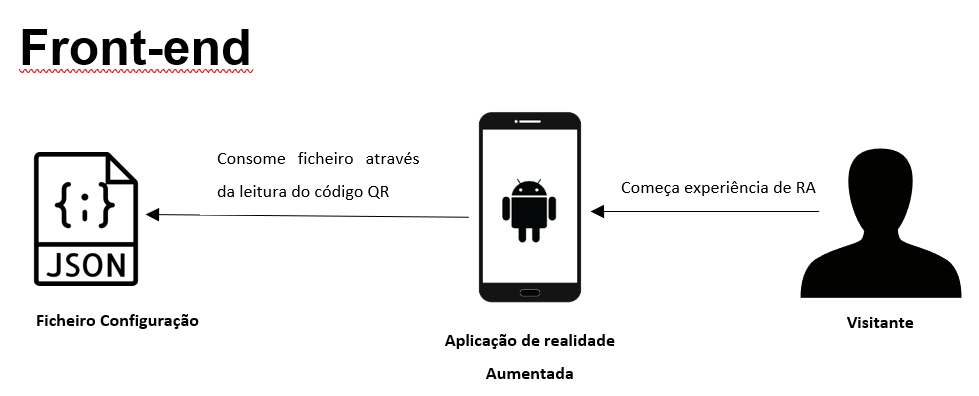 Front-end
Consome ficheiro através
da leitura do código QR
Começa experiência de RA
{;}
JSON
Ficheiro Configuração
Aplicação de realidade
Aumentada
Visitante